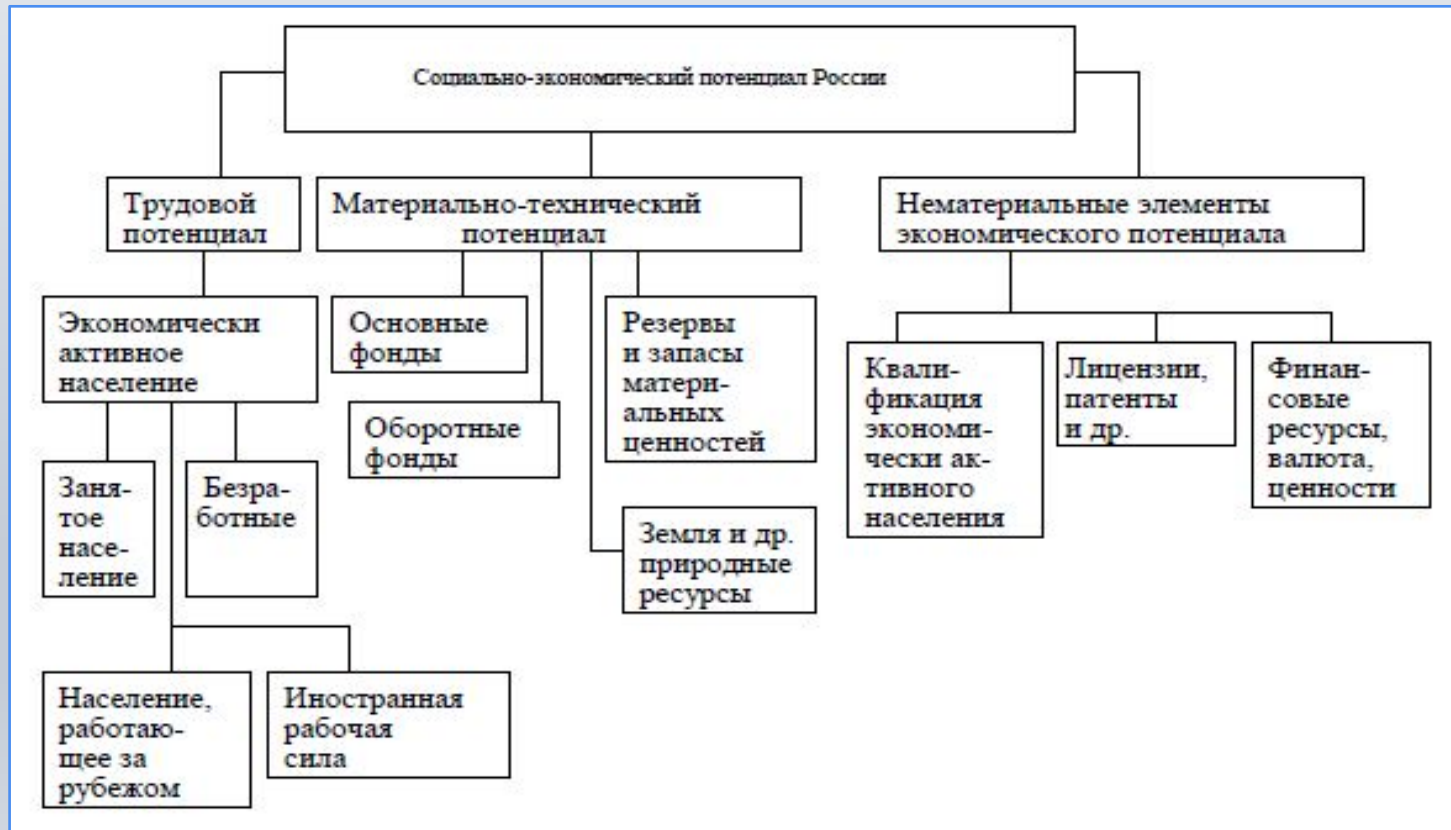 Социально-экономический потенциал России
Трудовой
потенциал
Материально-технический
потенциал
Нематериальные элементы
экономического потенциала
Экономически
активное
население
Основные
фонды
Оборотные
фонды
Резервы
и запасы
матери-
альных
ценностей
Земля и др.
природные
ресурсы
Квали-
фикация
экономи-
чески ак-
тивного
населения
Лицензии,
патенты
и др.
Финан-
совые
ресурсы,
валюта,
ценности
Заня-
тое
насе-
ление
Безра-
ботные
Население,
работаю-
щее за
рубежом
Иностранная
рабочая
сила